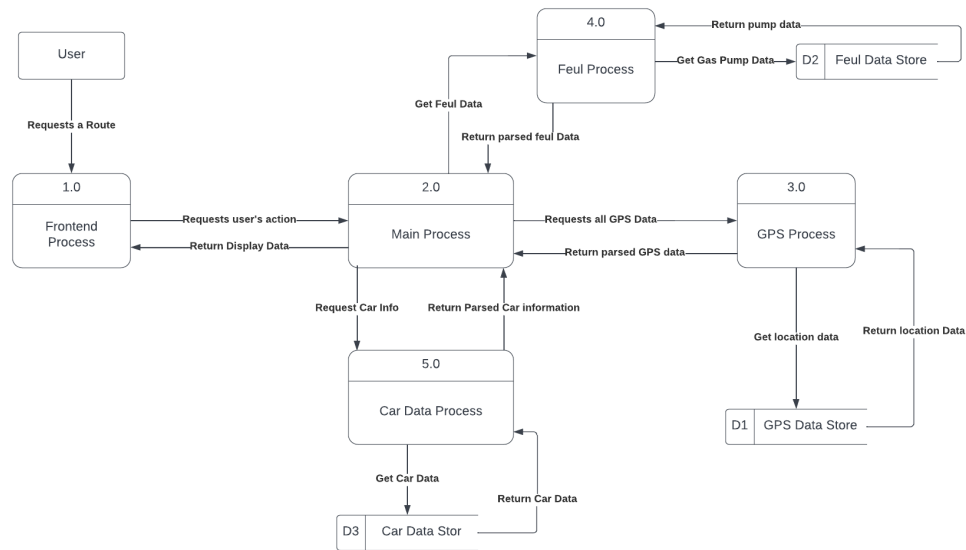 4.0
Return pump data
User
Feul Process
Get Gas Pump Data
D2
Feul Data Store
Get Feul Data
Requests a Route
Return parsed feul Data
1.0
2.0
3.0
Frontend
Process
Requests user's action
Main Process
Requests all GPS Data
GPS Process
Return Display Data
Return parsed GPS data
Request Car Info
Return Parsed Car information
Get location data
Return location Data
5.0
Car Data Process
D1
GPS Data Store
Get Car Data
Return Car Data
D3
Car Data Stor